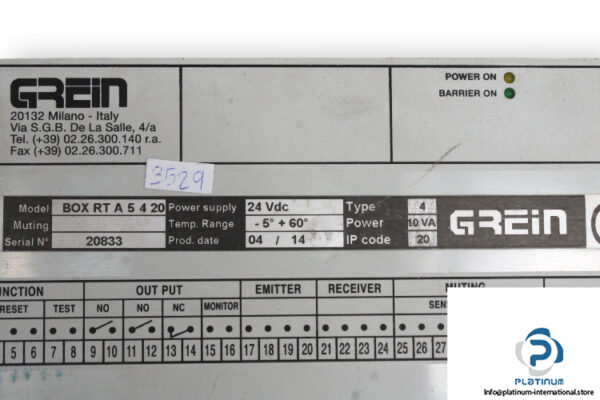 GREIN
20132 Milano - Italy
Via S.G.B. De La Salle, 4/a
Tel. (+39) 02.26.300.140 r.a.
Fax (+39) 02.26.300.711
POWER ON
BARRIER ON
3529
Model BOX RT A 5 4 20 Power supply 24 Vdc Type 4
Muting Temp. Range - 5° + 60° Power 10 VA
Serial N° 20833 Prod. date 04 / 14 IP code 20
GREIN
NCTION OUT PUT EMITTER RECEIVER MUTING
RESET TEST NO NO NC MONITOR SEN
5 6 7 8 9 10 11 12 13 14 15 16 17 18 19 20 21 22 23 24 25 26 27
PLATINUM
info@platinum-international.store